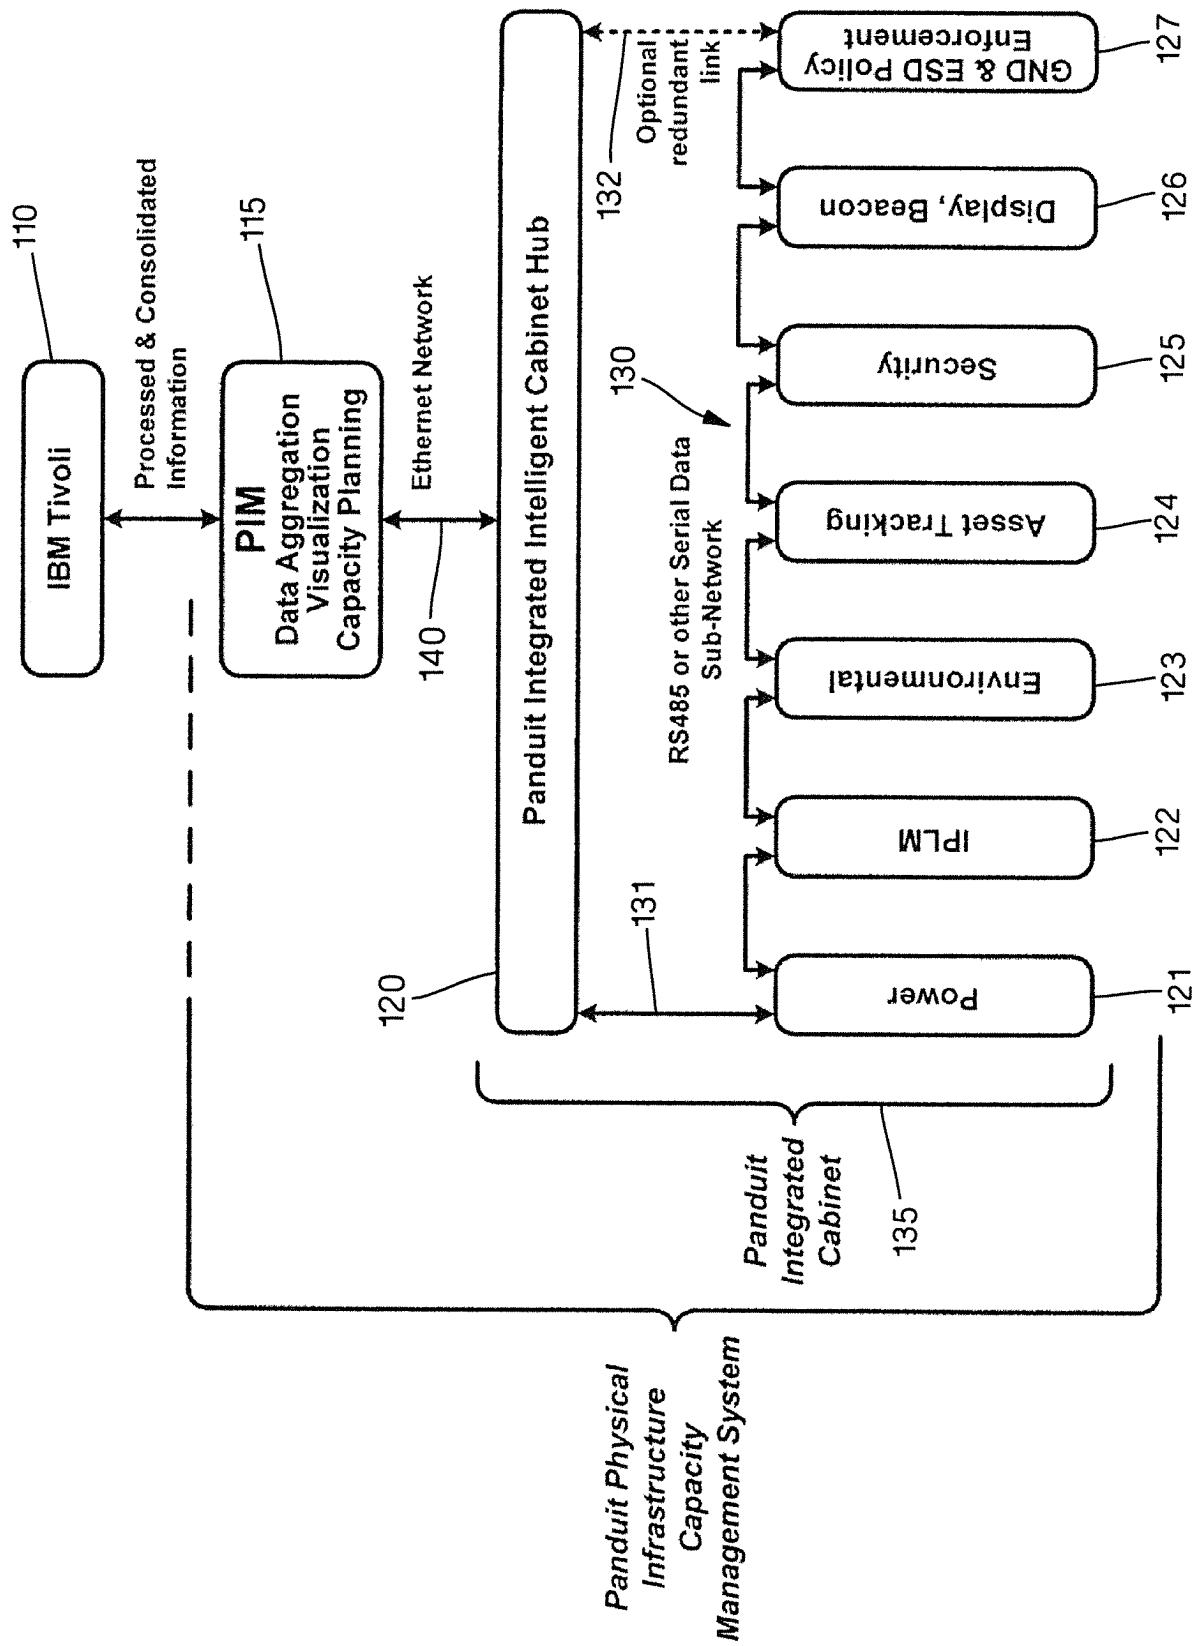 110
IBM Tivoli
Processed & Consolidated
Information
115
PIM
Data Aggregation
Visualization
Capacity Planning
140
Ethernet Network
120
Panduit Integrated Intelligent Cabinet Hub
131
132
Optional
redundant
link
130
RS485 or other Serial Data
Sub-Network
Power
IPLM
Environmental
Asset Tracking
Security
Display, Beacon
GND & ESD Policy
Enforcement
121
122
123
124
125
126
127
Panduit
Integrated
Cabinet
135
Panduit Physical
Infrastructure
Capacity
Management System